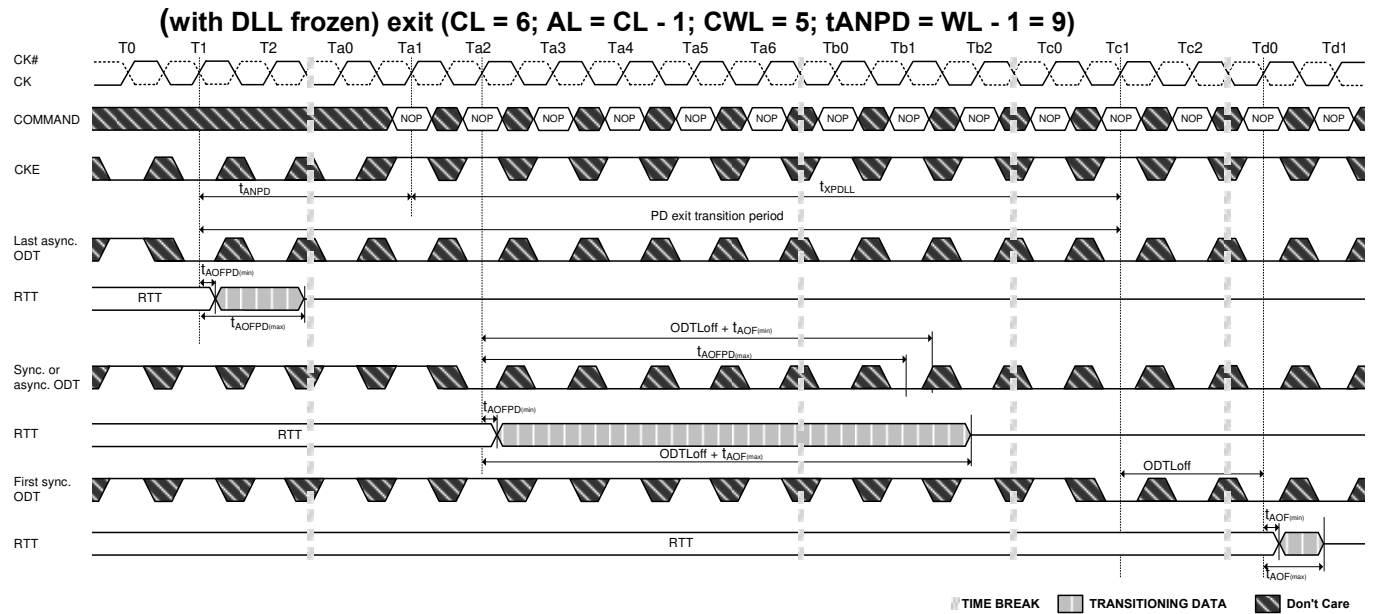 (with DLL frozen) exit (CL = 6; AL = CL - 1; CWL = 5; tANPD = WL - 1 = 9)
T0 T1 T2 Ta0 Ta1 Ta2 Ta3 Ta4 Ta5 Ta6 Tb0 Tb1 Tb2 Tc0 Tc1 Tc2 Td0 Td1
CK#
CK
COMMAND NOP NOP NOP NOP NOP NOP NOP NOP NOP NOP NOP NOP NOP NOP
CKE
tANPD tXPDLL
PD exit transition period
Last async.
ODT
tAOFPD(min)
RTT RTT
tAOFPD(max)
ODTLoff + tAOF(min)
tAOFPD(max)
Sync. or
async. ODT
tAOFPD(min)
RTT RTT
ODTLoff + tAOF(max)
ODTLoff
First sync.
ODT
tAOF(min)
RTT RTT
tAOF(max)
TIME BREAK TRANSITIONING DATA Don't Care